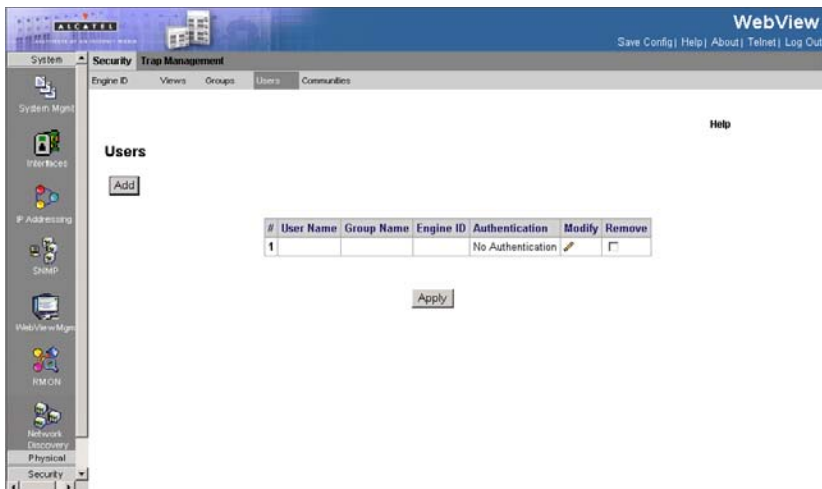 ALCATEL
WebView
Save Config | Help | About | Telnet | Log Out
System
Security Trap Management
Engine ID Views Groups Users Communities
System Mgmt
Help
Interfaces
Users
Add
IP Addressing
# User Name Group Name Engine ID Authentication Modify Remove
1 No Authentication
SNMP
Apply
WebView Mgm
RMON
Network
Discovery
Physical
Security